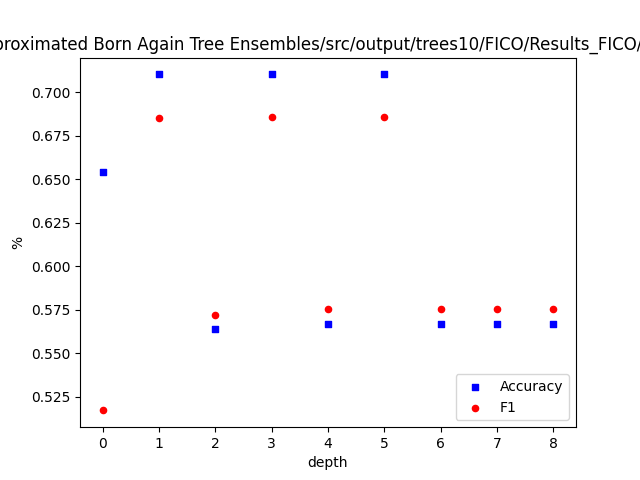 proximated Born Again Tree Ensembles/src/output/trees10/FICO/Results_FICO/
0.700
0.675
0.650
0.625
0.600
0.575
0.550
0.525
%
0 1 2 3 4 5 6 7 8
depth
Accuracy
F1